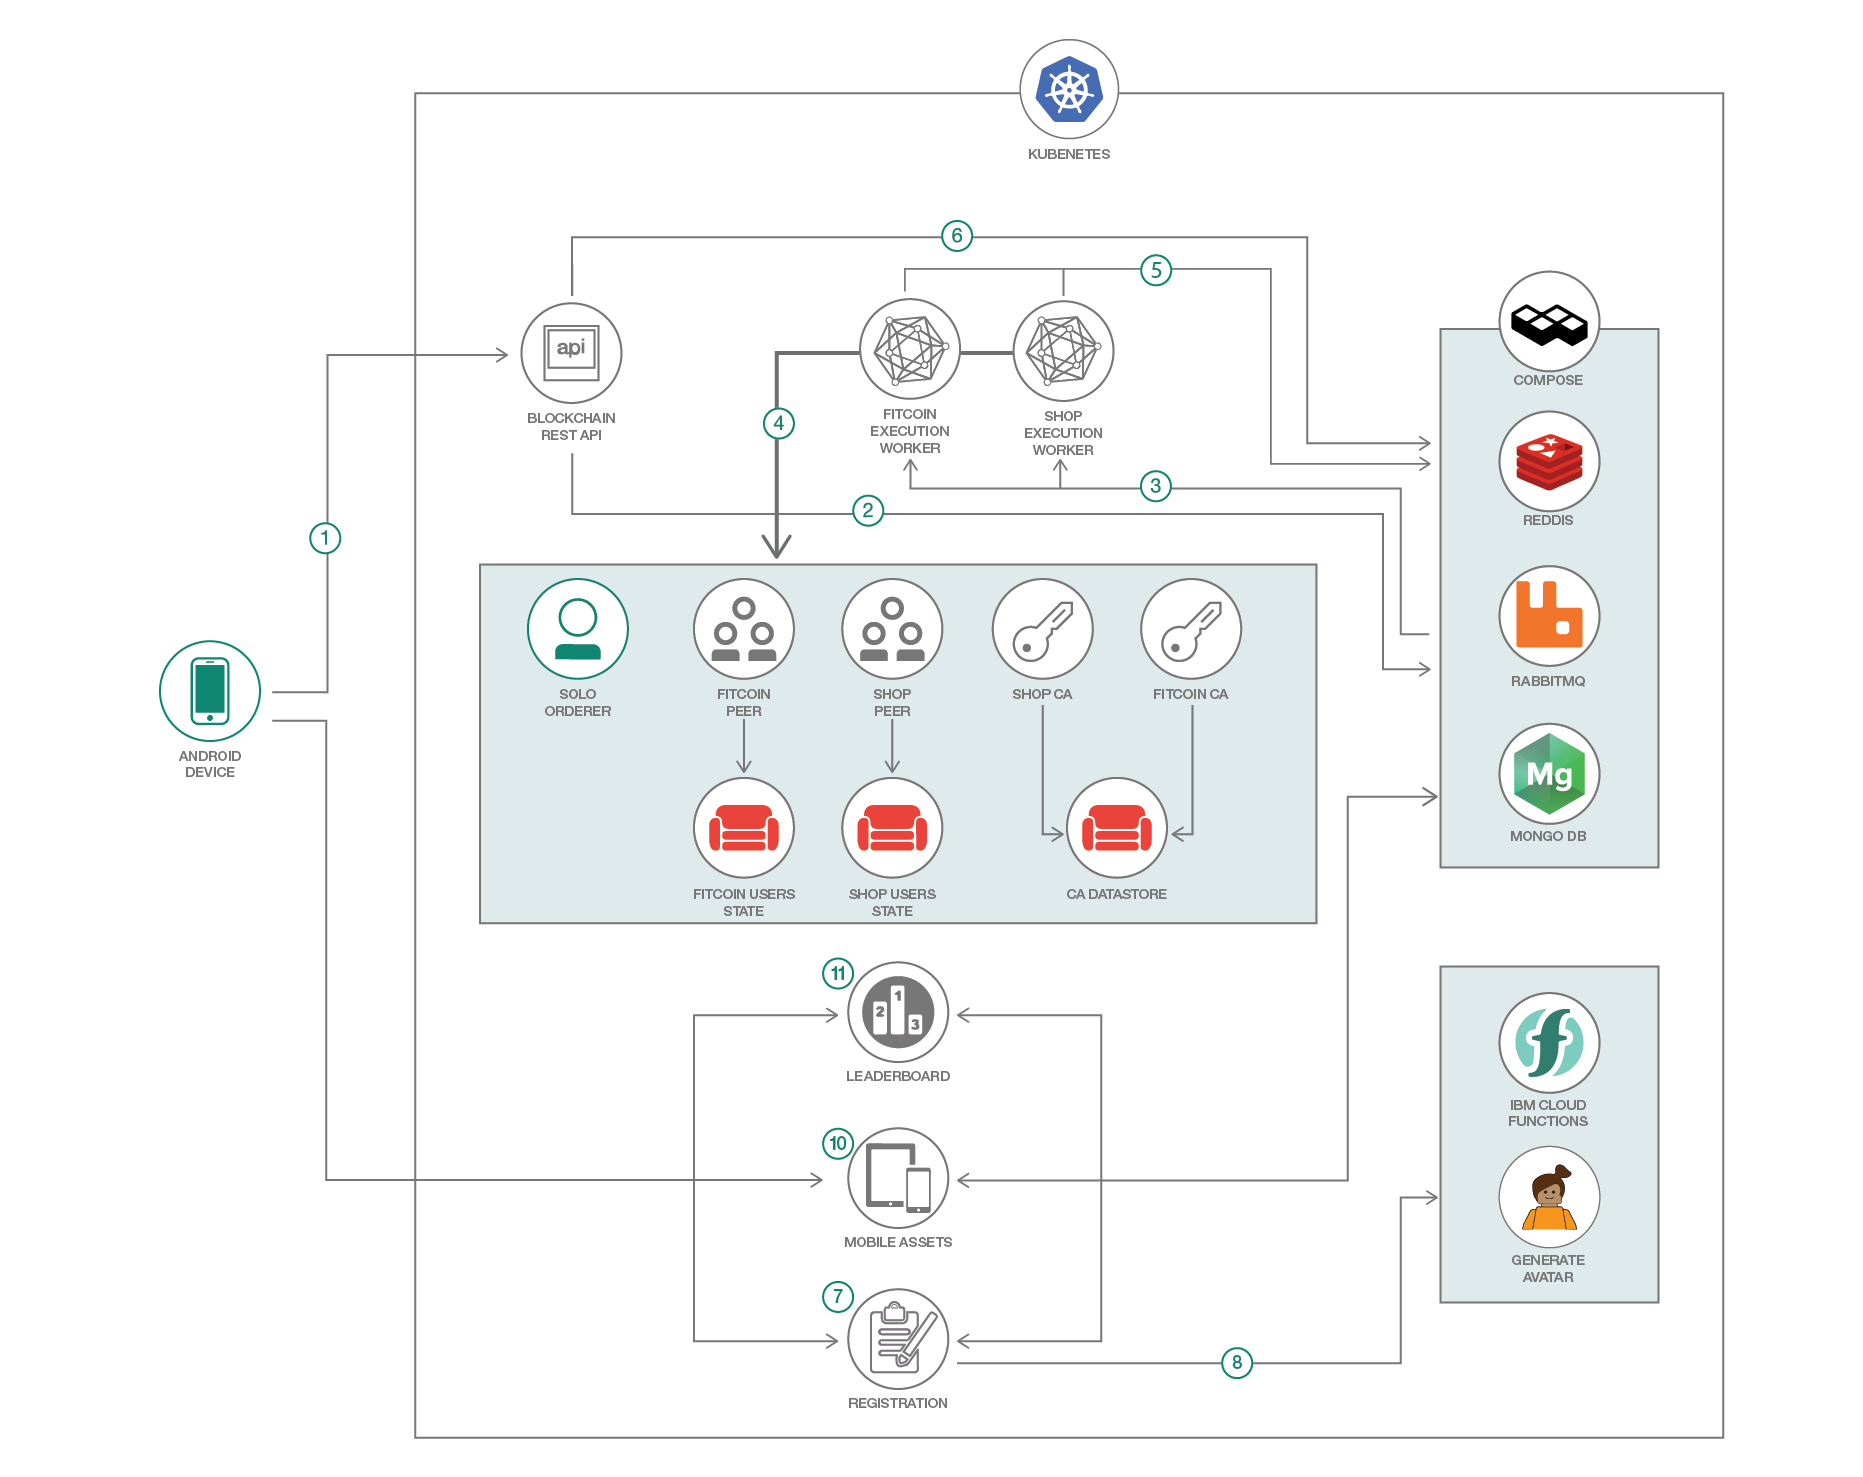 KUBENETES
6
5
api
BLOCKCHAIN
REST API
FITCOIN
EXECUTION
WORKER
SHOP
EXECUTION
WORKER
COMPOSE
4
3
2
REDDIS
1
RABBITMQ
SOLO
ORDERER
FITCOIN
PEER
SHOP
PEER
SHOP CA
FITCOIN CA
ANDROID
DEVICE
Mg
MONGO DB
FITCOIN USERS
STATE
SHOP USERS
STATE
CA DATASTORE
11
1
2
3
LEADERBOARD
IBM CLOUD
FUNCTIONS
10
MOBILE ASSETS
GENERATE
AVATAR
7
8
REGISTRATION